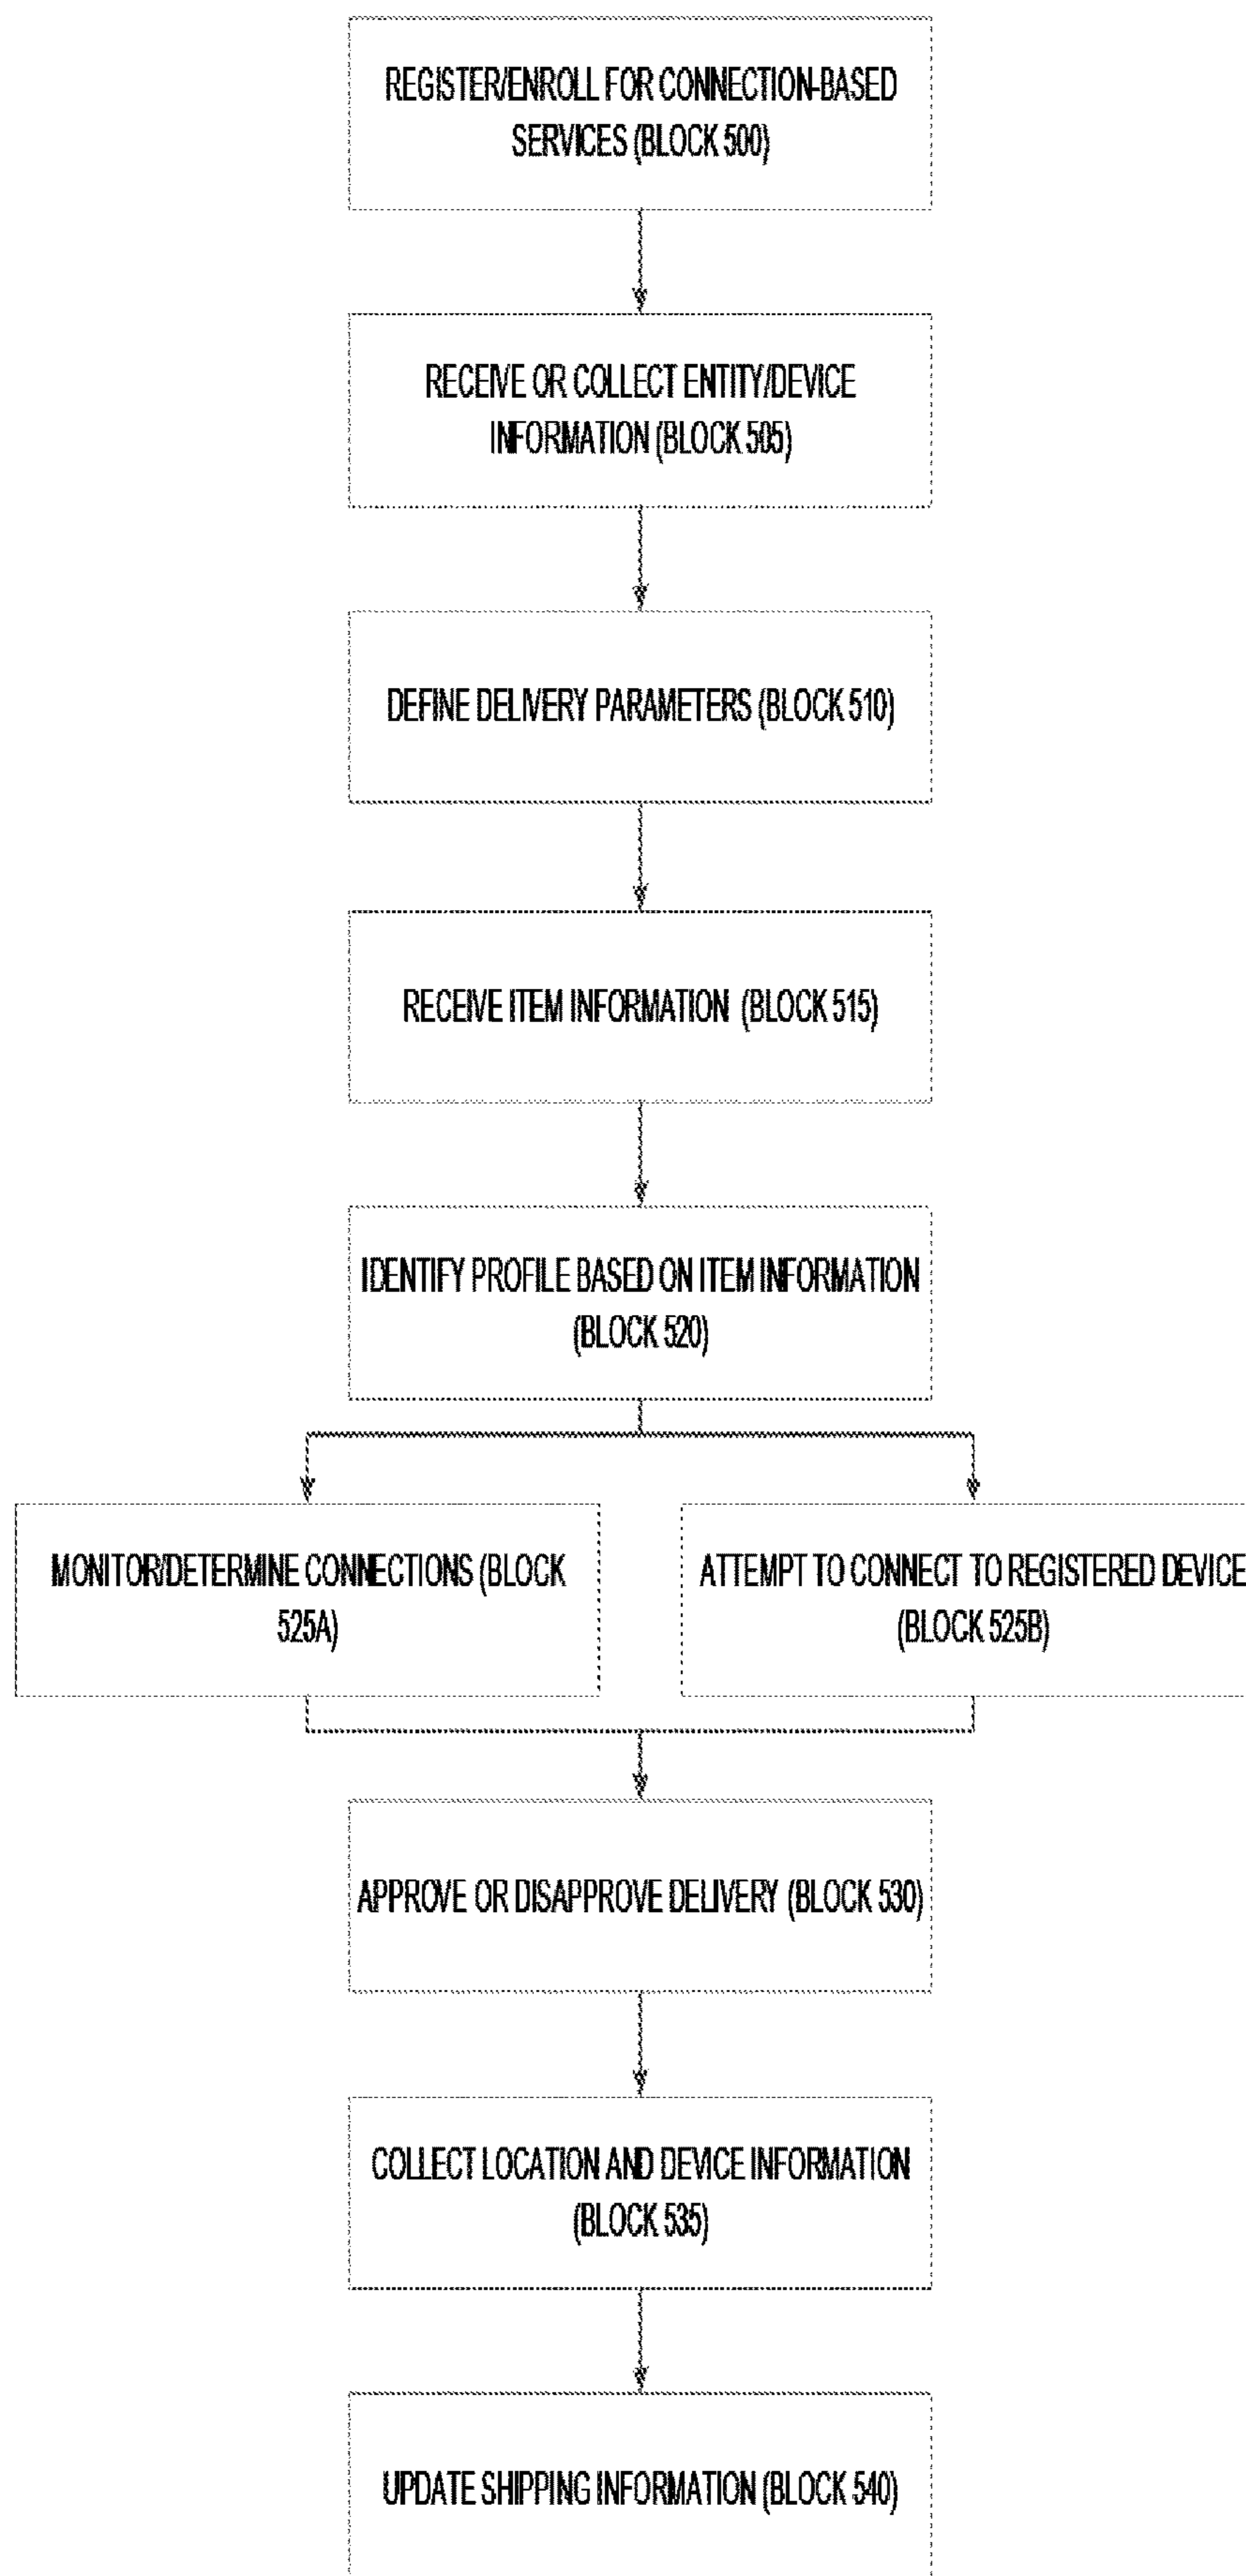 REGISTER/ENROLL FOR CONNECTION-BASED
SERVICES (BLOCK 500)
RECEIVE OR COLLECT ENTITY/DEVICE
INFORMATION (BLOCK 505)
DEFINE DELIVERY PARAMETERS (BLOCK 510)
RECEIVE ITEM INFORMATION (BLOCK 515)
IDENTIFY PROFILE BASED ON ITEM INFORMATION
(BLOCK 520)
MONITOR/DETERMINE CONNECTIONS (BLOCK
525A)
ATTEMPT TO CONNECT TO REGISTERED DEVICE
(BLOCK 525B)
APPROVE OR DISAPPROVE DELIVERY (BLOCK 530)
COLLECT LOCATION AND DEVICE INFORMATION
(BLOCK 535)
UPDATE SHIPPING INFORMATION (BLOCK 540)